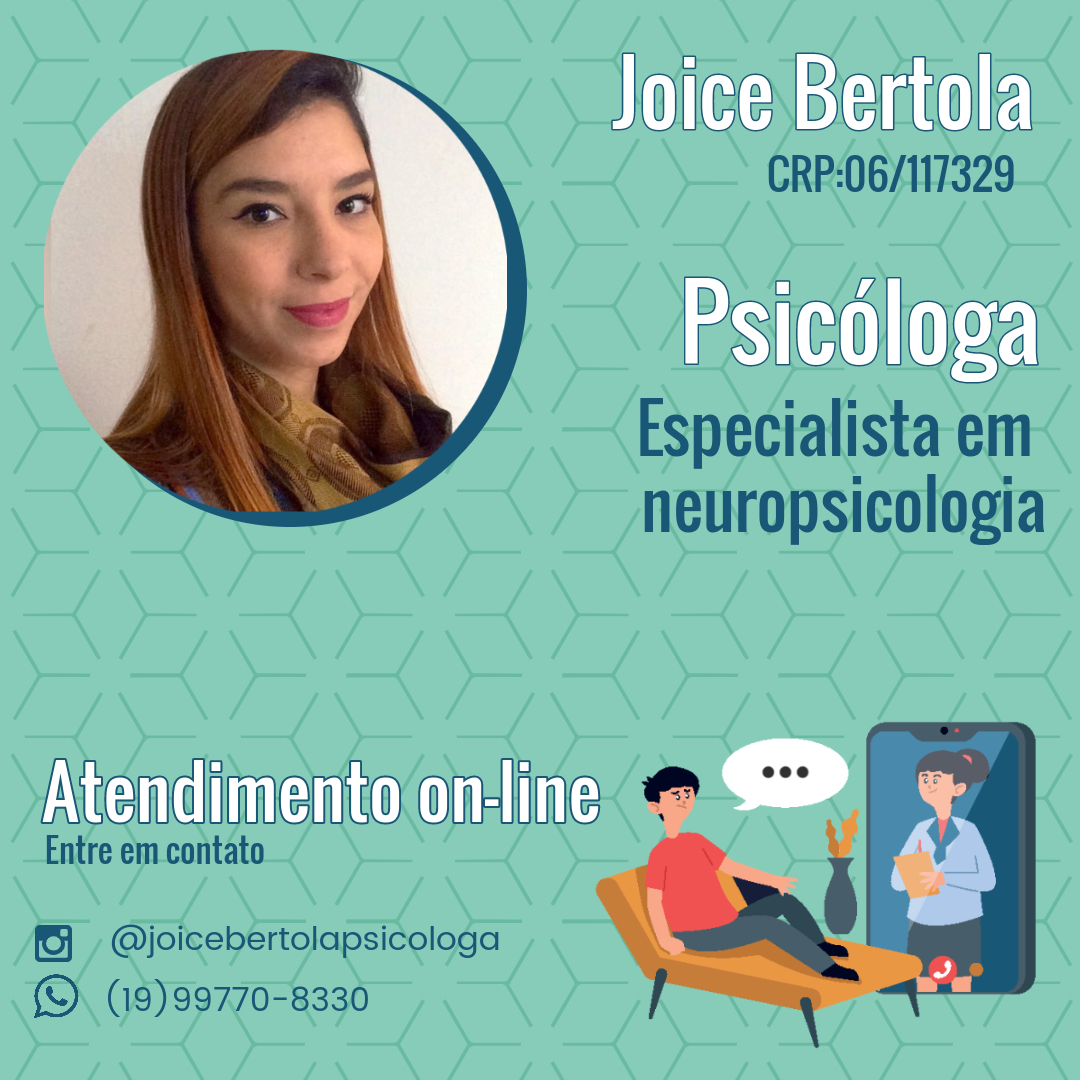 Joice Bertola
CRP:06/117329
Psicóloga
Especialista em
neuropsicologia
Atendimento on-line
Entre em contato
@joicebertolapsicologa
(19)99770-8330